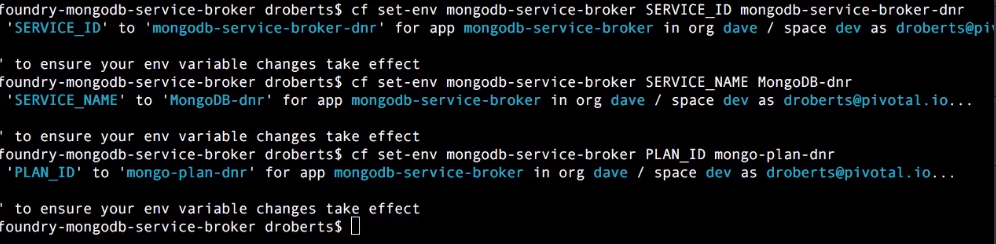 foundry-mongodb-service-broker droberts$ cf set-env mongodb-service-broker SERVICE_ID mongodb-service-broker-dnr
'SERVICE_ID' to 'mongodb-service-broker-dnr' for app mongodb-service-broker in org dave / space dev as droberts@pi
' to ensure your env variable changes take effect
foundry-mongodb-service-broker droberts$ cf set-env mongodb-service-broker SERVICE_NAME MongoDB-dnr
'SERVICE_NAME' to 'MongoDB-dnr' for app mongodb-service-broker in org dave / space dev as droberts@pivotal.io...
' to ensure your env variable changes take effect
foundry-mongodb-service-broker droberts$ cf set-env mongodb-service-broker PLAN_ID mongo-plan-dnr
'PLAN_ID' to 'mongo-plan-dnr' for app mongodb-service-broker in org dave / space dev as droberts@pivotal.io...
' to ensure your env variable changes take effect
foundry-mongodb-service-broker droberts$